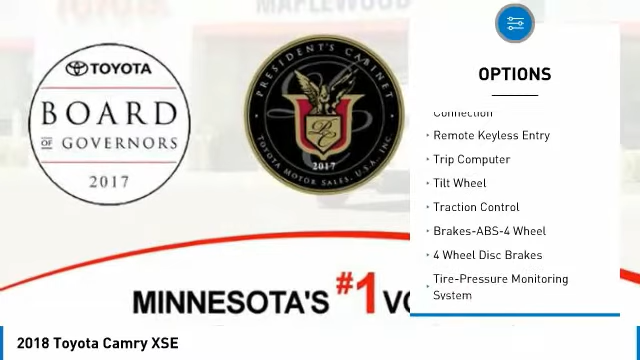 MAPLEWOOD
TOYOTA
BOARD
OF GOVERNORS
2017
PRESIDENT'S CABINET
PC
2017
TOYOTA MOTOR SALES, U.S.A., INC.
MINNESOTA'S #1 VO
OPTIONS
Connection
Remote Keyless Entry
Trip Computer
Tilt Wheel
Traction Control
Brakes-ABS-4 Wheel
4 Wheel Disc Brakes
Tire-Pressure Monitoring
System
2018 Toyota Camry XSE